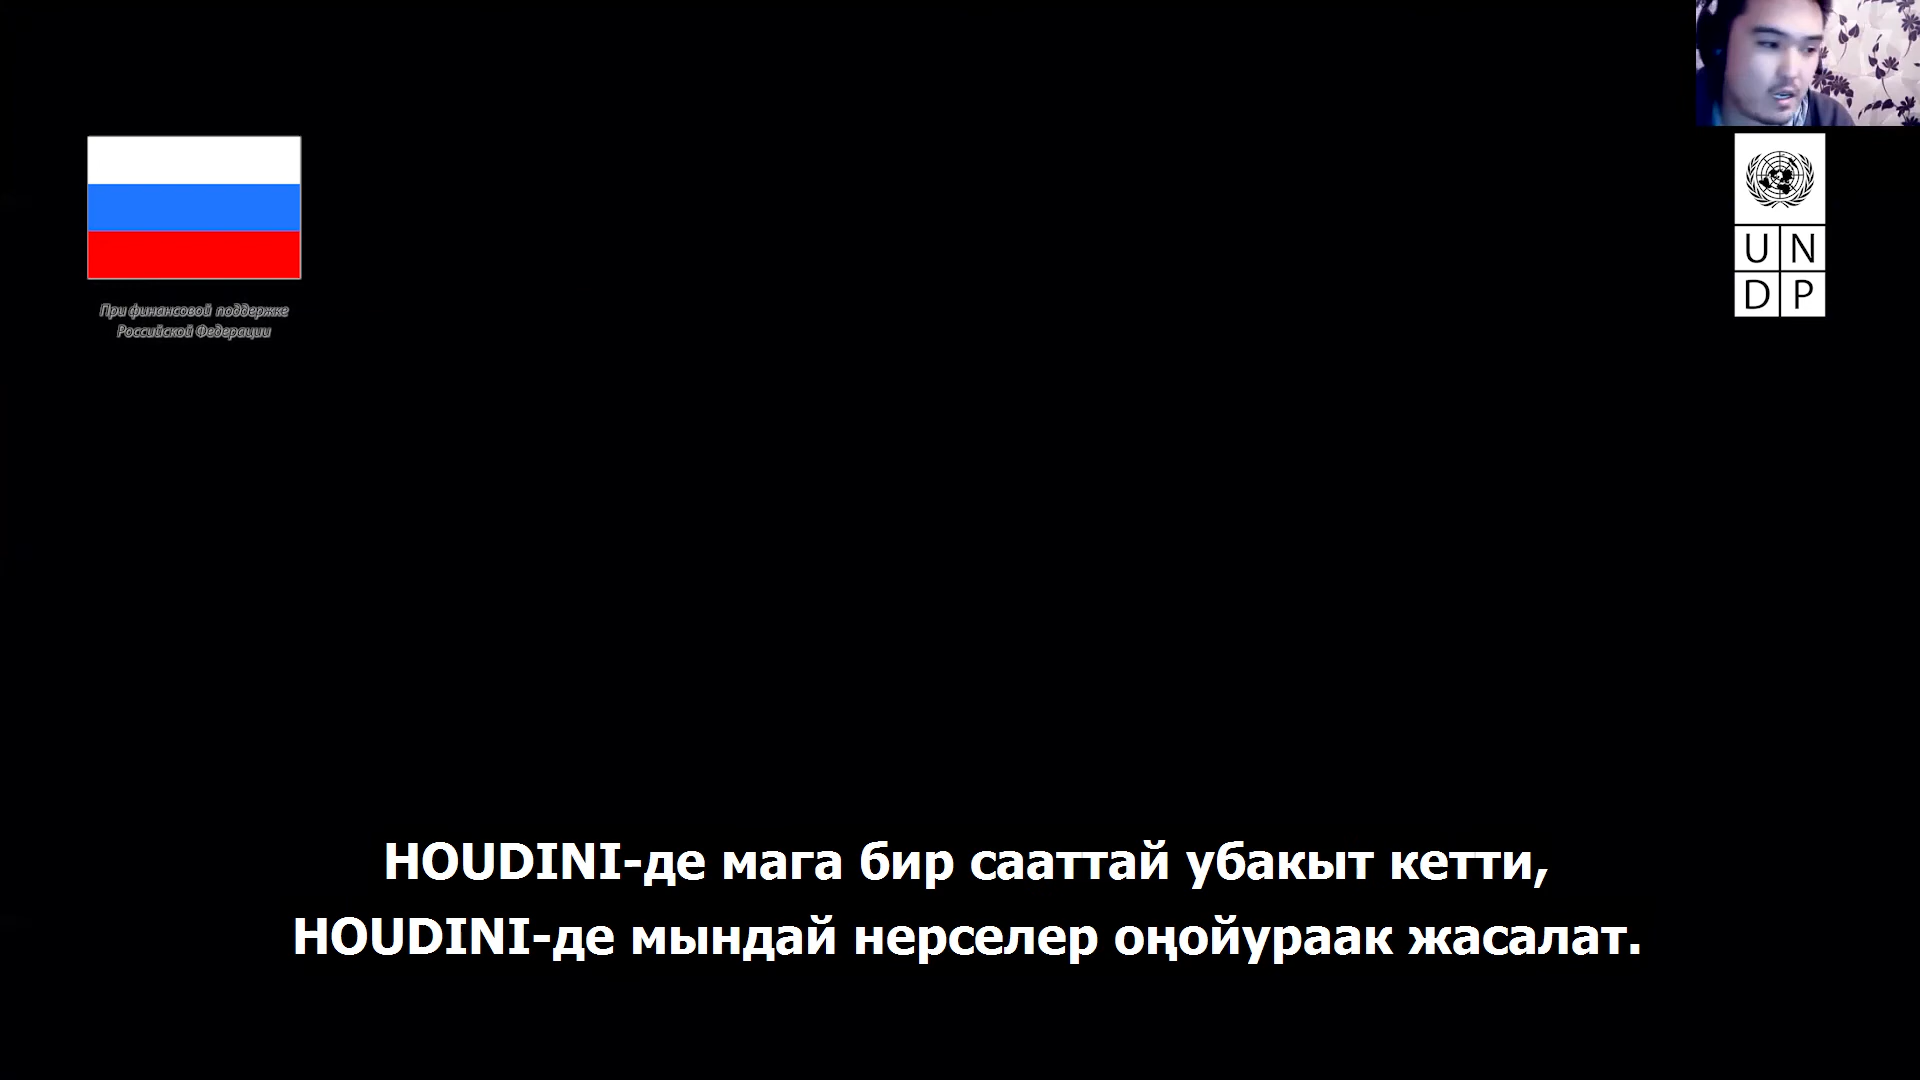 При финансовой поддержке
Российской Федерации
U N
D P
HOUDINI-де мага бир сааттай убакыт кетти,
HOUDINI-де мындай нерселер оңойураак жасалат.